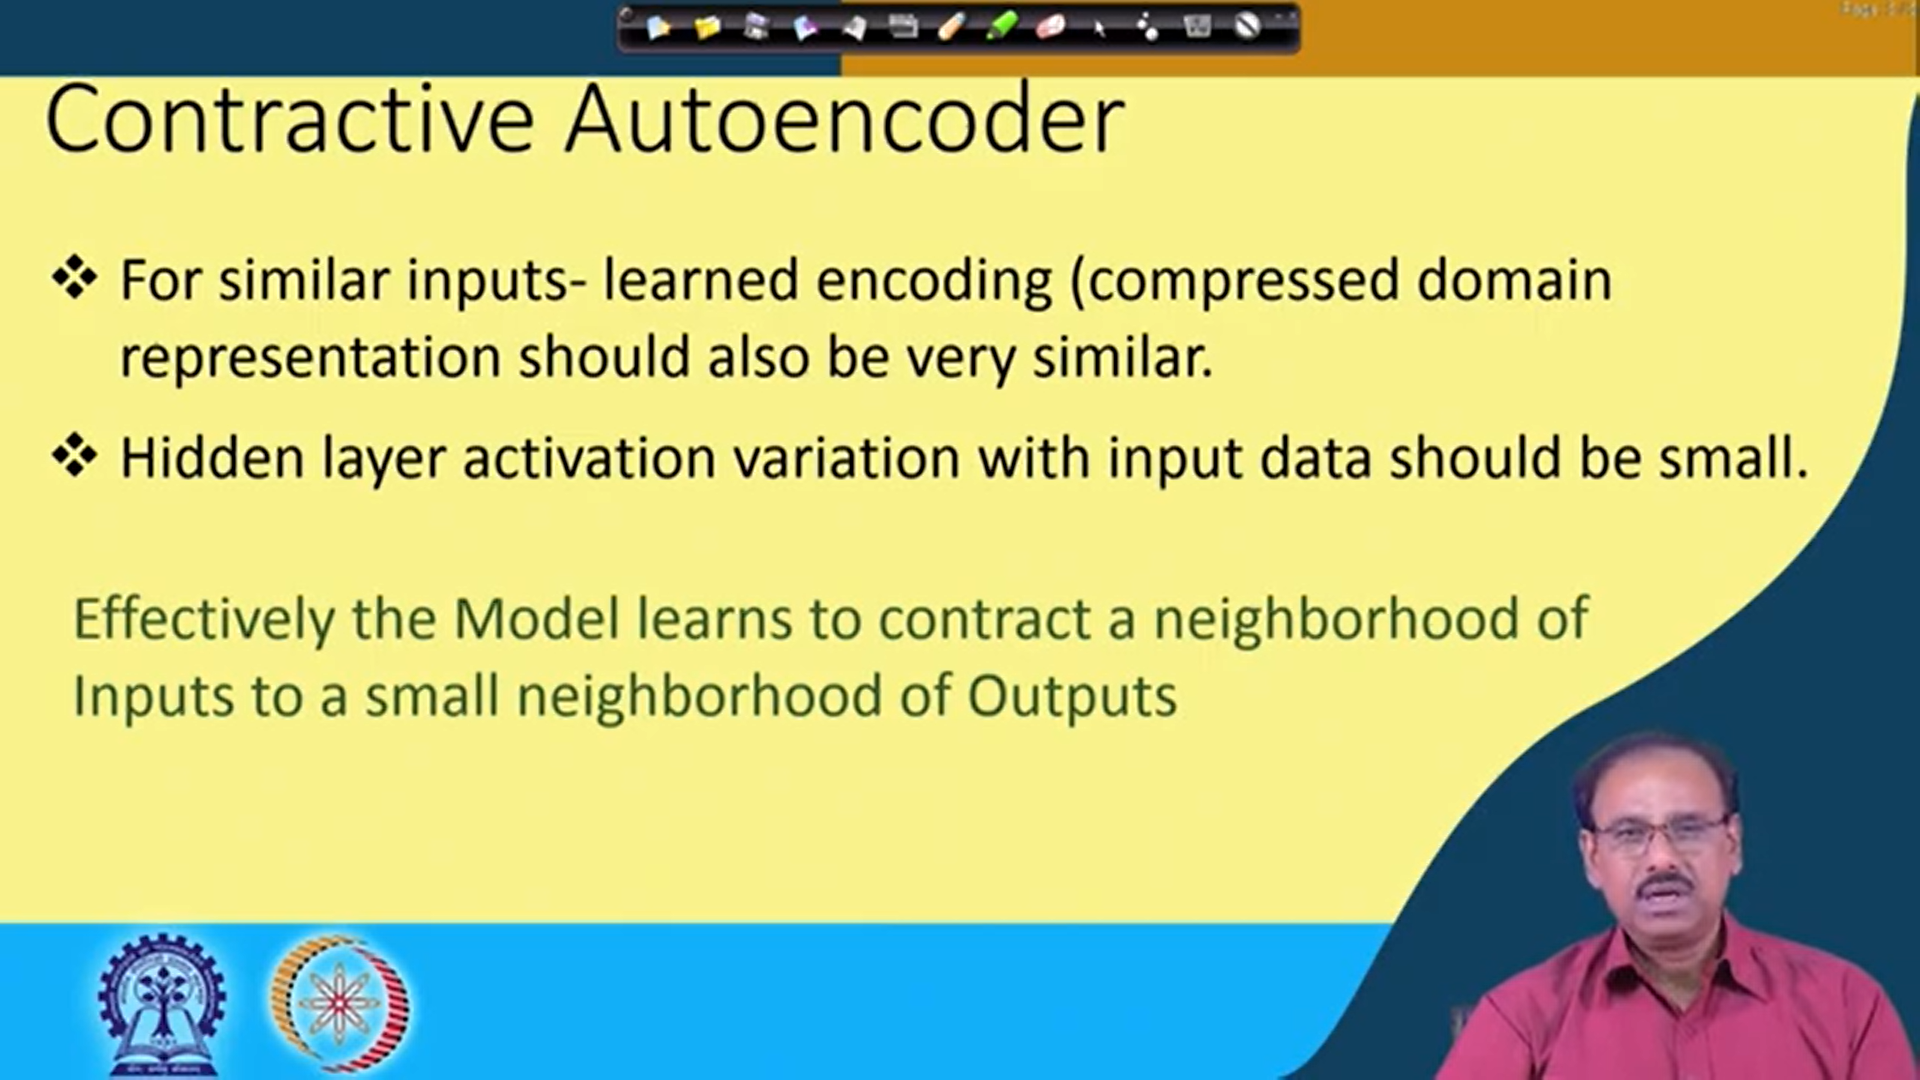 Contractive Autoencoder
❖ For similar inputs- learned encoding (compressed domain
representation should also be very similar.
❖ Hidden layer activation variation with input data should be small.
Effectively the Model learns to contract a neighborhood of
Inputs to a small neighborhood of Outputs